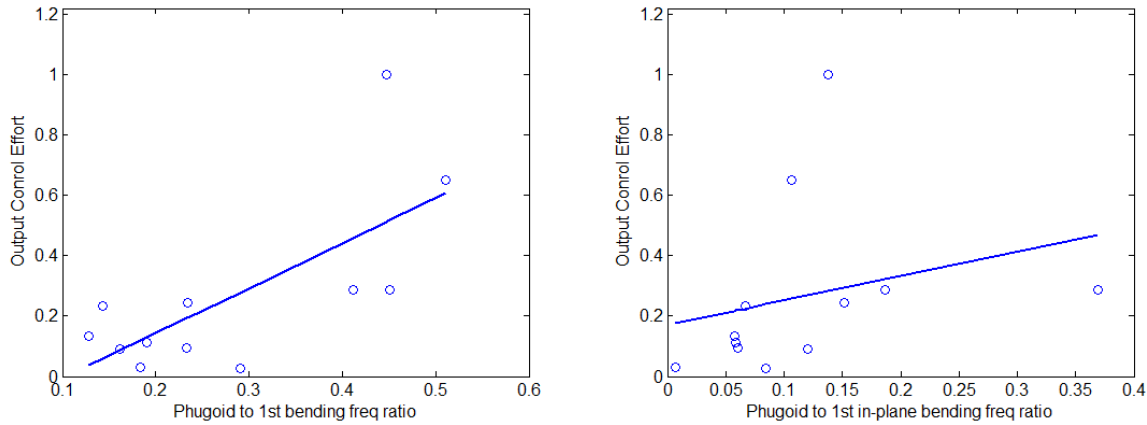 1.2
1
0.8
0.6
0.4
0.2
0
Output Conrol Effort
0.1 0.2 0.3 0.4 0.5 0.6
Phugoid to 1st bending freq ratio
1.2
1
0.8
0.6
0.4
0.2
0
Output Conrol Effort
0 0.05 0.1 0.15 0.2 0.25 0.3 0.35 0.4
Phugoid to 1st in-plane bending freq ratio